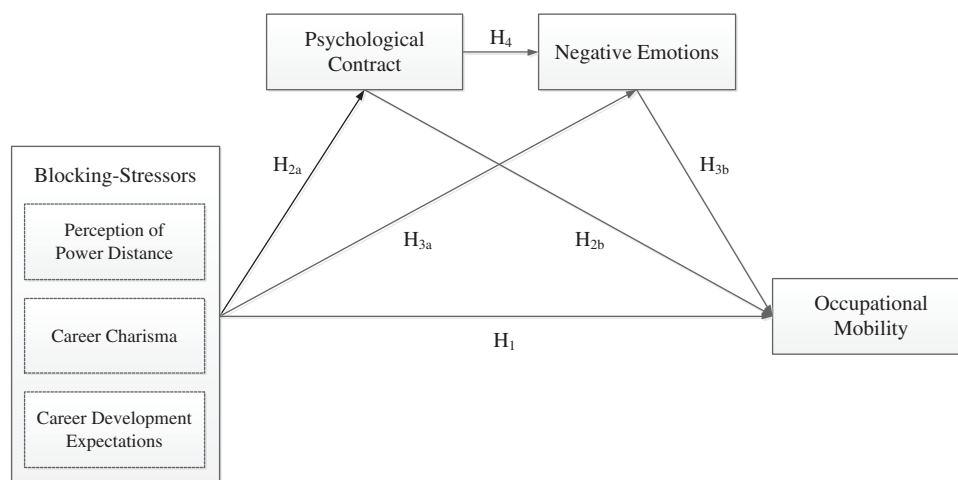 Psychological
Contract
H4
Negative Emotions
Blocking-Stressors
H2a
H3b
Perception of
Power Distance
H3a
H2b
Career Charisma
Occupational
Mobility
H1
Career Development
Expectations